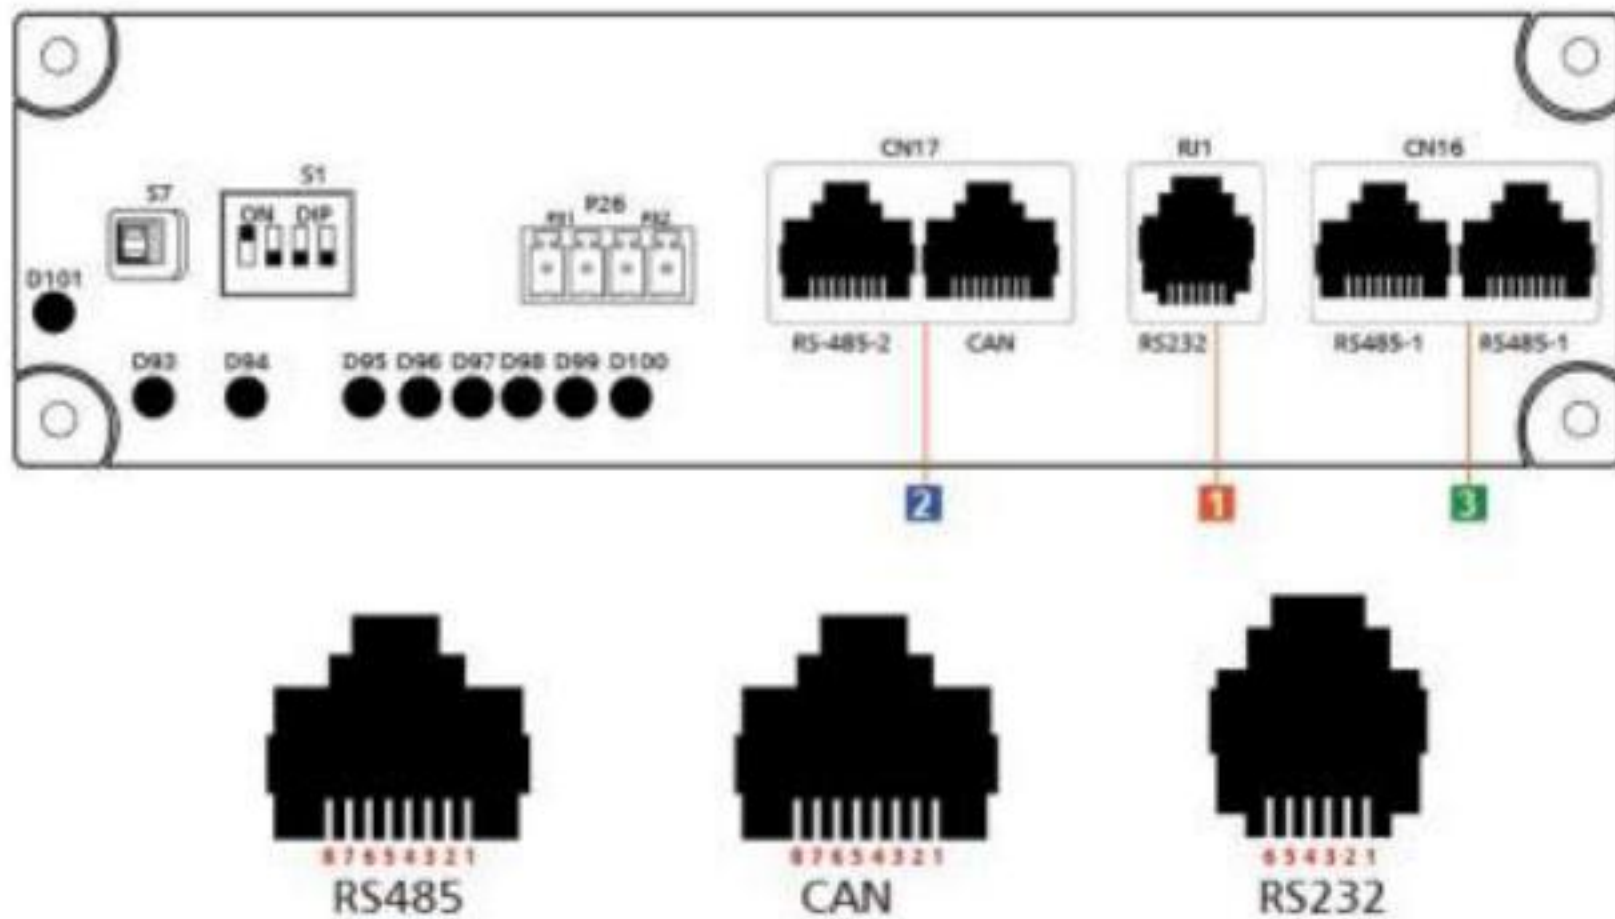 CN17
RJ1
CN16
S7
S1
P26
ON DIP
D101
RS-485-2
CAN
RS232
RS485-1
RS485-1
D93
D94
D95
D96
D97
D98
D99
D100
2
1
3
8 7 6 5 4 3 2 1
8 7 6 5 4 3 2 1
6 5 4 3 2 1
RS485
CAN
RS232